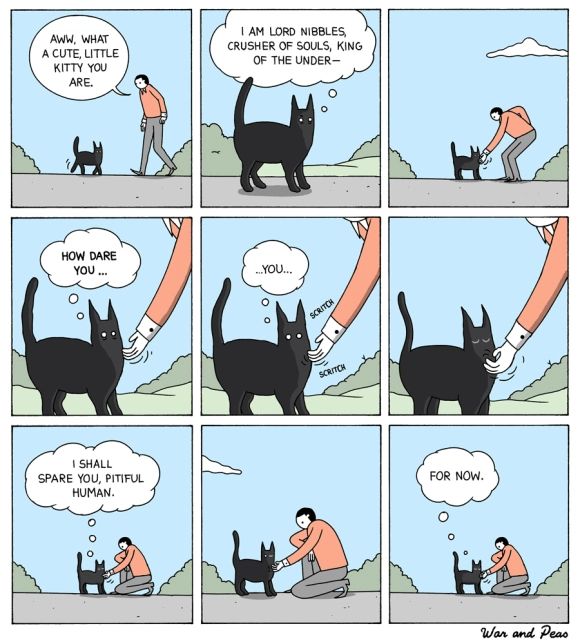 AWW, WHAT
A CUTE, LITTLE
KITTY YOU
ARE.
I AM LORD NIBBLES,
CRUSHER OF SOULS, KING
OF THE UNDER—
HOW DARE
YOU ...
...YOU...
SCRITCH
SCRITCH
I SHALL
SPARE YOU, PITIFUL
HUMAN.
FOR NOW.
War and Peas